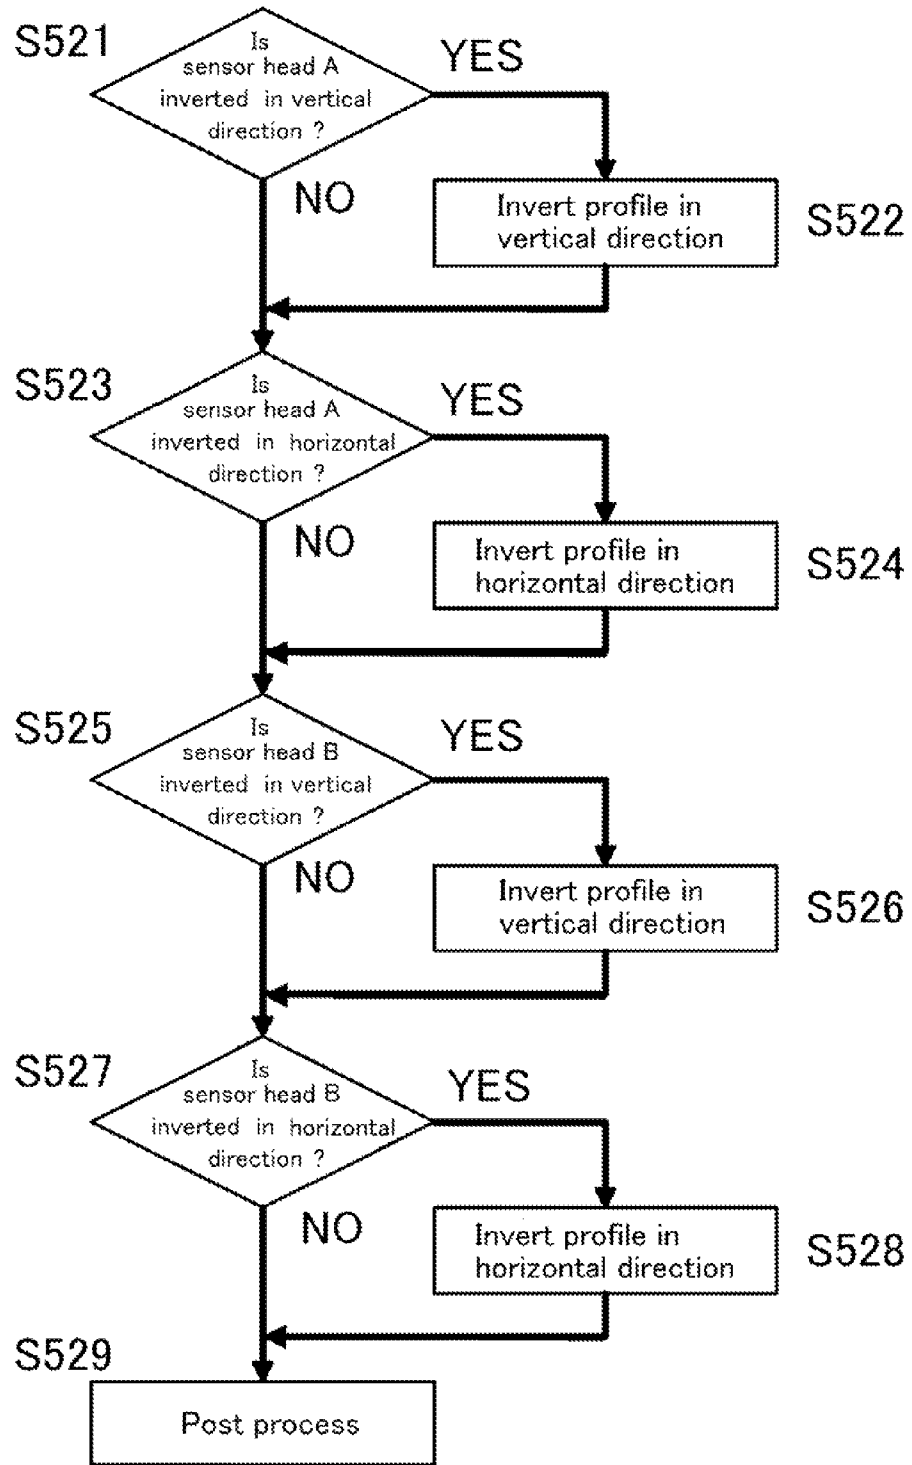 S521
Is
sensor head A
inverted in vertical
direction ?
YES
NO
Invert profile in
vertical direction
S522
S523
Is
sensor head A
inverted in horizontal
direction ?
YES
NO
Invert profile in
horizontal direction
S524
S525
Is
sensor head B
inverted in vertical
direction ?
YES
NO
Invert profile in
vertical direction
S526
S527
Is
sensor head B
inverted in horizontal
direction ?
YES
NO
Invert profile in
horizontal direction
S528
S529
Post process